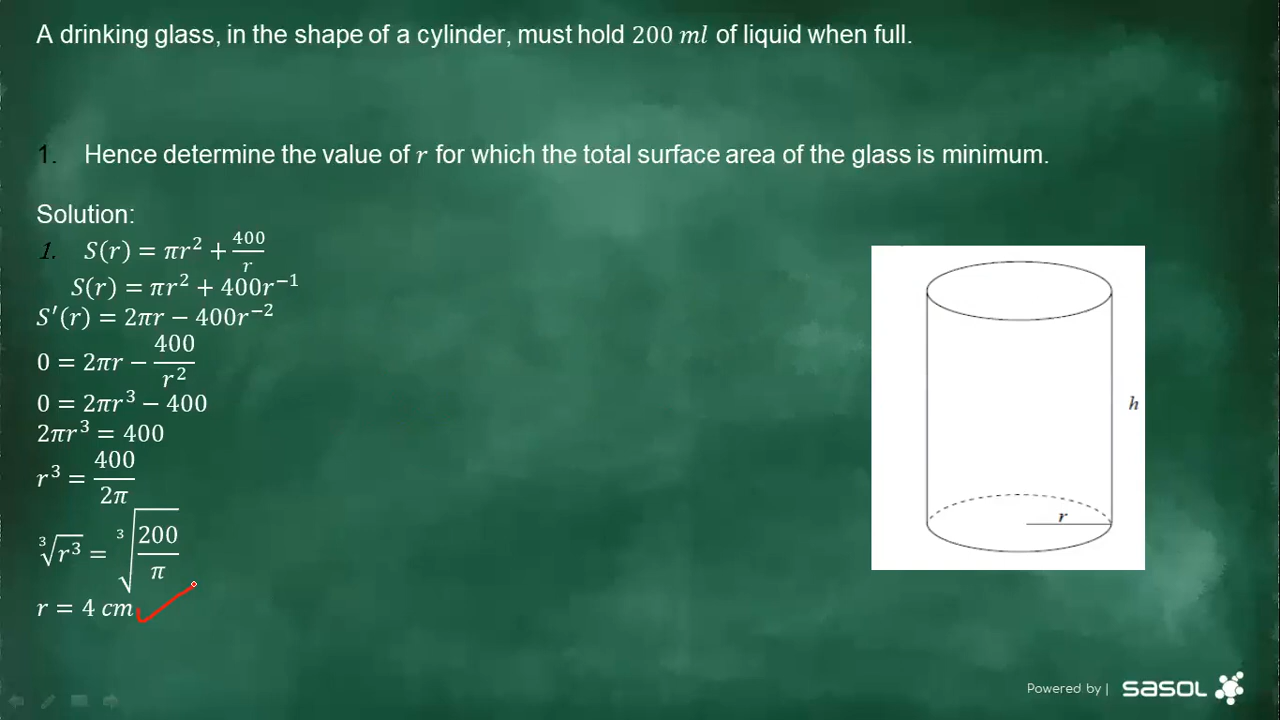 A drinking glass, in the shape of a cylinder, must hold 200 ml of liquid when full.
1. Hence determine the value of r for which the total surface area of the glass is minimum.
Solution:
1. S(r) = πr² + 400/r
S(r) = πr² + 400r⁻¹
S′(r) = 2πr − 400r⁻²
0 = 2πr − 400/r²
0 = 2πr³ − 400
2πr³ = 400
r³ = 400/2π
∛r³ = ∛(200/π)
r = 4 cm
h
r
Powered by | sasol